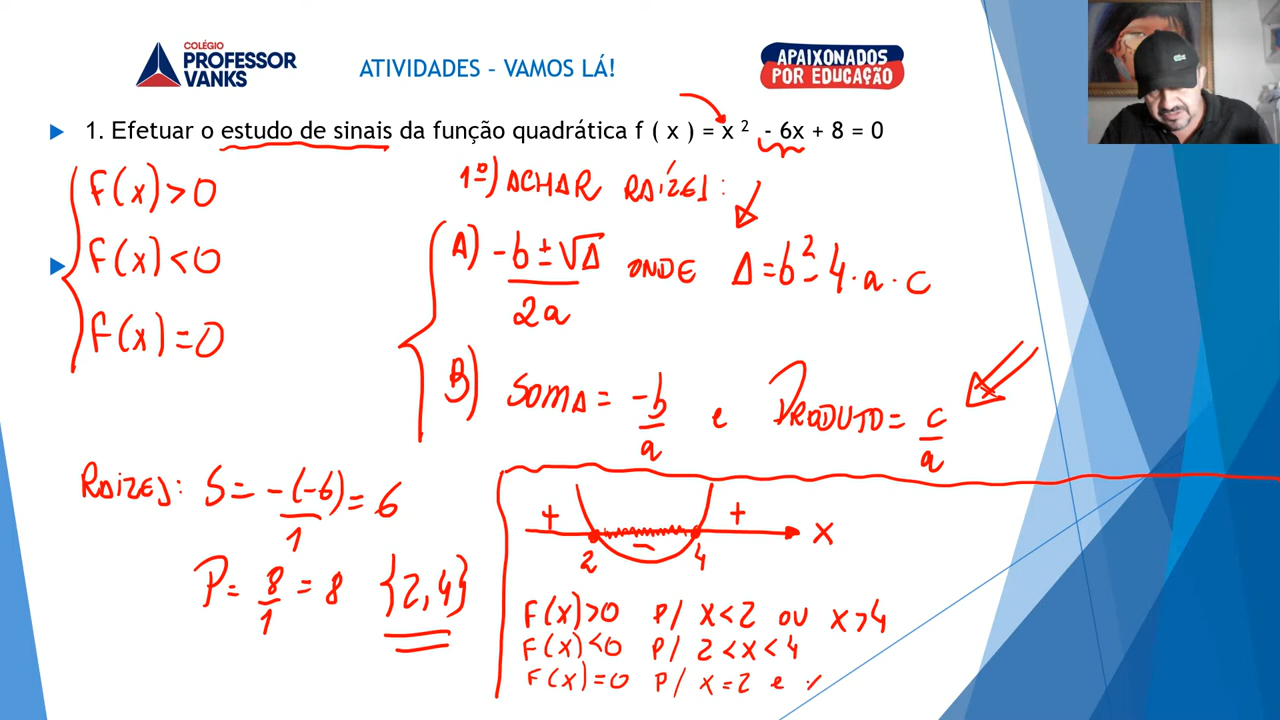 COLÉGIO
PROFESSOR
VANKS
ATIVIDADES – VAMOS LÁ!
APAIXONADOS
POR EDUCAÇÃO
1. Efetuar o estudo de sinais da função quadrática f ( x ) = x ² - 6x + 8 = 0
F(x) > 0
F(x) < 0
F(x) = 0
1º) ACHAR RAÍZES:
A) -b ± √Δ / 2a ONDE Δ = b² - 4 · a · c
B) SOMA = -b/a e PRODUTO = c/a
RAIZES: S = -(-6)/1 = 6
P = 8/1 = 8 {2,4}
+ - + x
2 4
F(X) > 0 P/ X < 2 OU X > 4
F(X) < 0 P/ 2 < X < 4
F(X) = 0 P/ X = 2 e